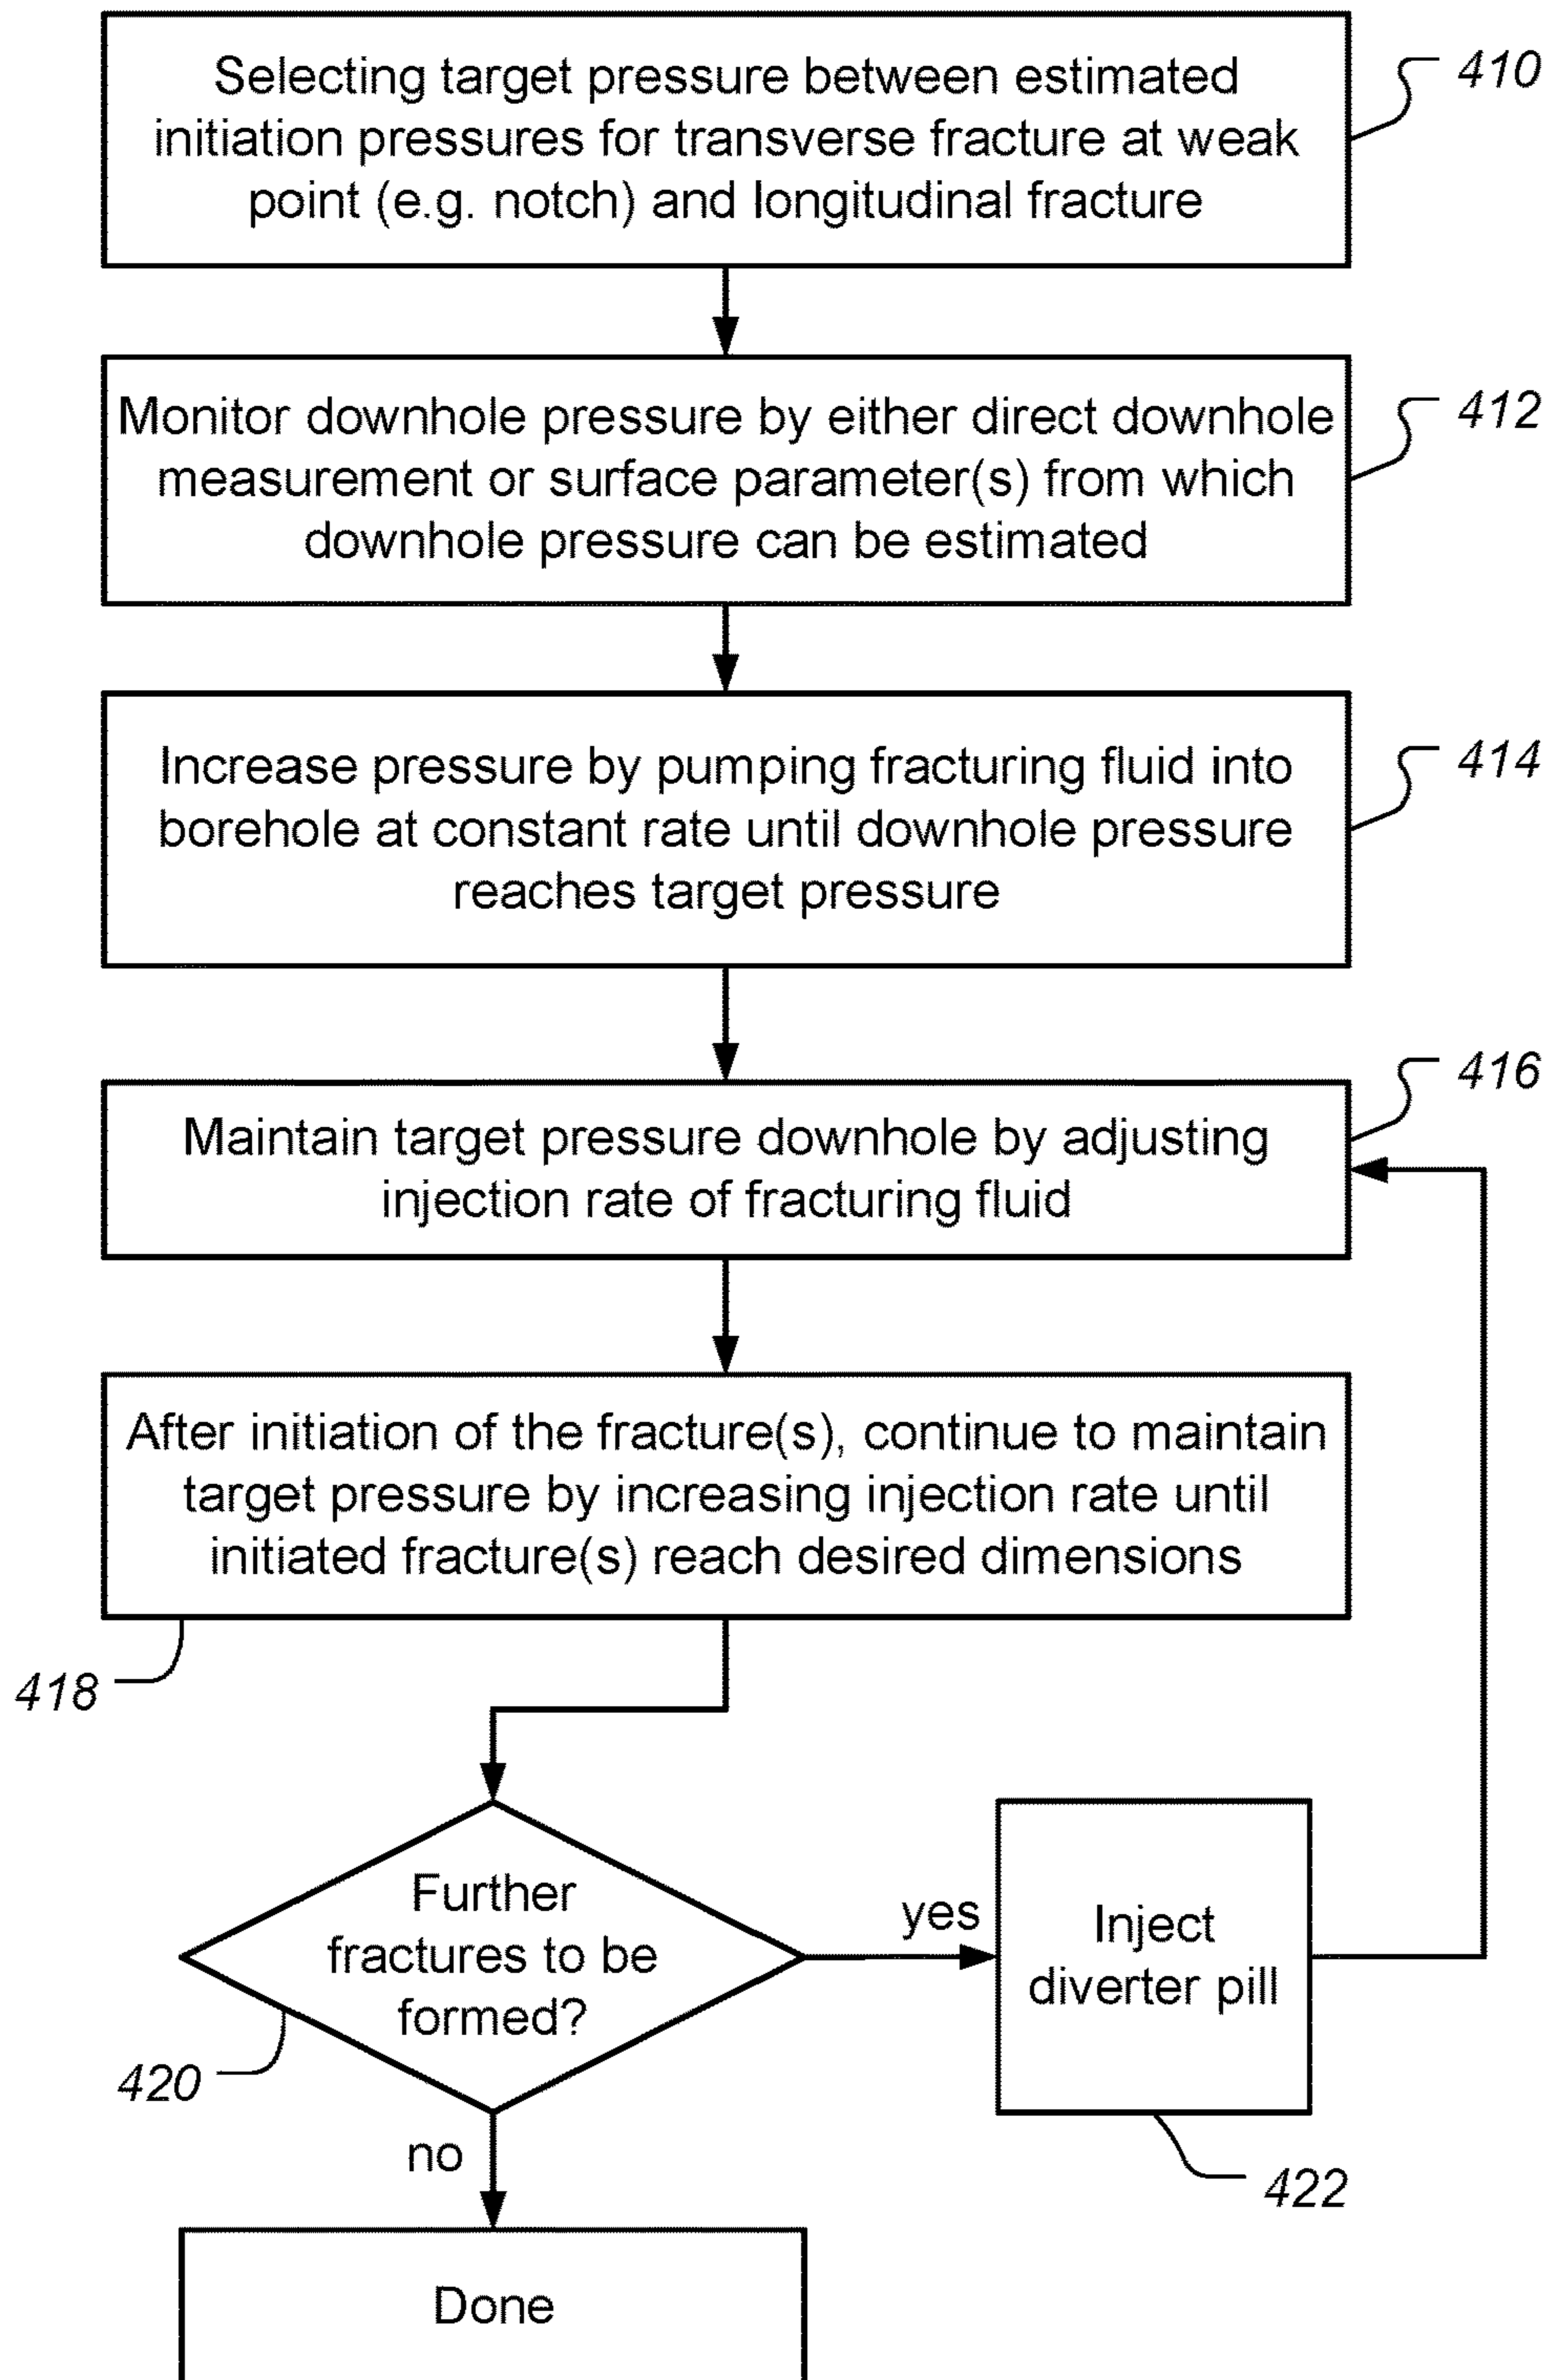 Selecting target pressure between estimated
initiation pressures for transverse fracture at weak
point (e.g. notch) and longitudinal fracture
410
Monitor downhole pressure by either direct downhole
measurement or surface parameter(s) from which
downhole pressure can be estimated
412
Increase pressure by pumping fracturing fluid into
borehole at constant rate until downhole pressure
reaches target pressure
414
Maintain target pressure downhole by adjusting
injection rate of fracturing fluid
416
After initiation of the fracture(s), continue to maintain
target pressure by increasing injection rate until
initiated fracture(s) reach desired dimensions
418
Further
fractures to be
formed?
420
yes
Inject
diverter pill
422
no
Done